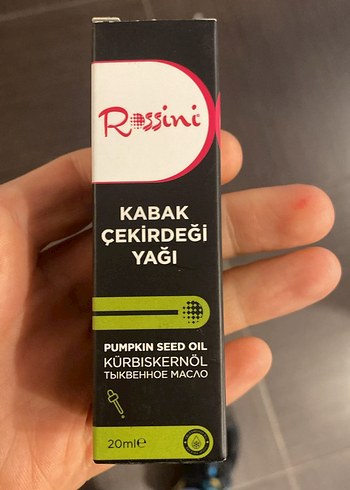 Rossini
KABAK
ÇEKİRDEĞİ
YAĞI
PUMPKIN SEED OIL
KÜRBISKERNÖL
ТЫКВЕННОЕ МАСЛО
20ml℮